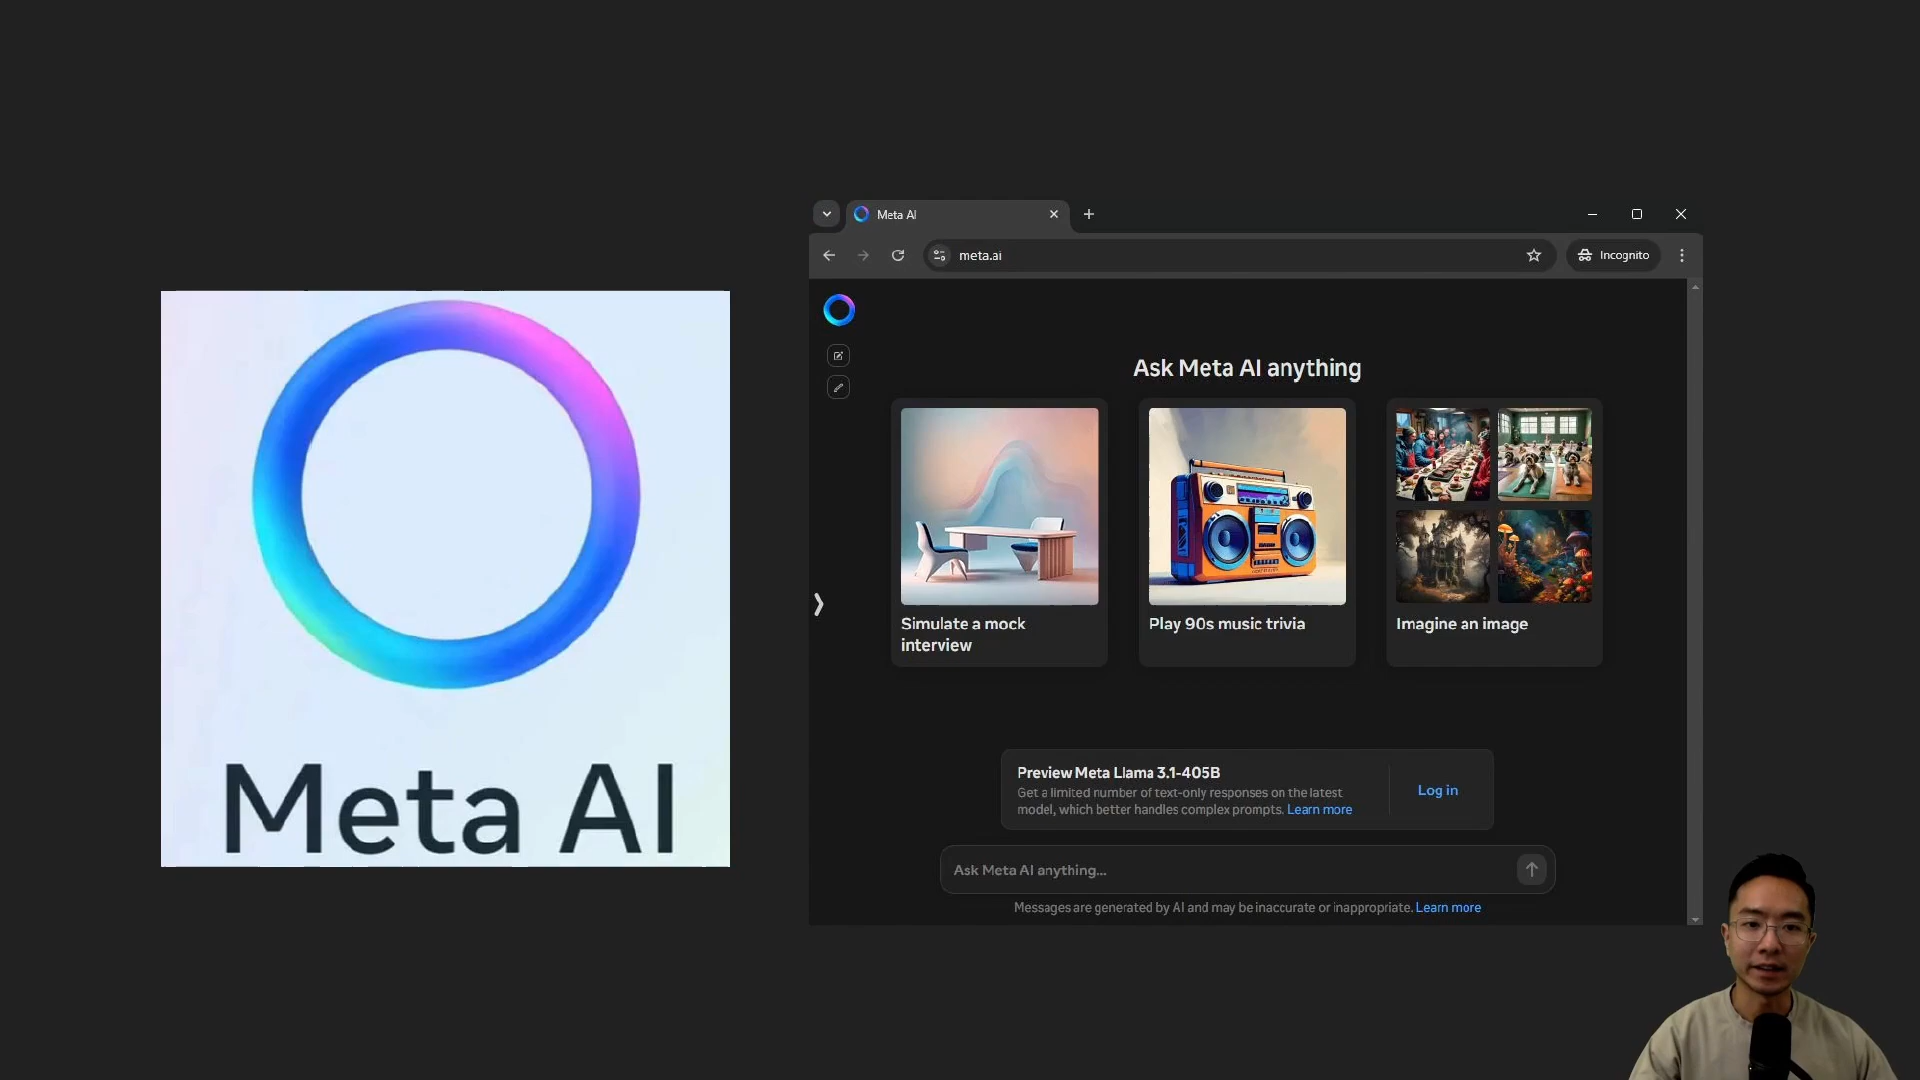 Meta AI
Meta AI
meta.ai
Incognito
Ask Meta AI anything
Simulate a mock
interview
Play 90s music trivia
Imagine an image
Preview Meta Llama 3.1-405B
Get a limited number of text-only responses on the latest
model, which better handles complex prompts. Learn more
Log in
Ask Meta AI anything...
Messages are generated by AI and may be inaccurate or inappropriate. Learn more